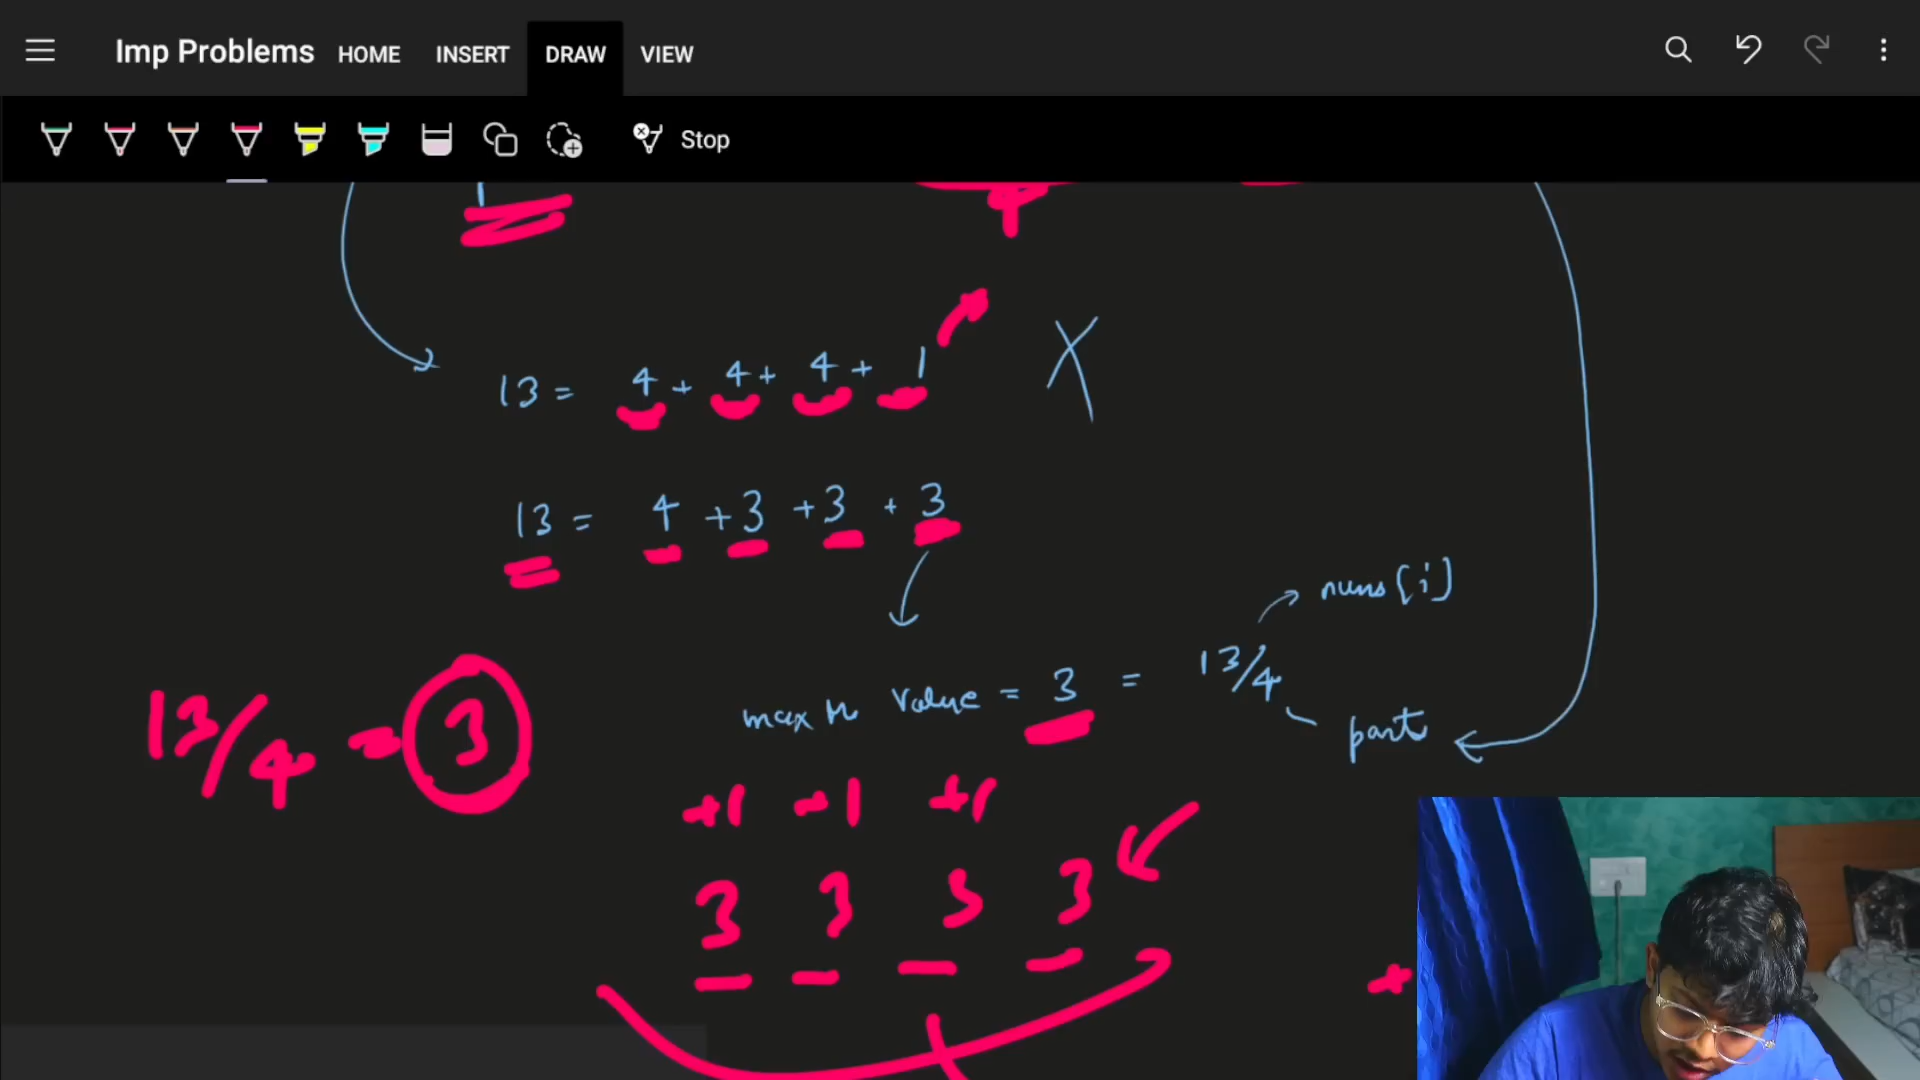 Imp Problems HOME INSERT DRAW VIEW
Stop
13 = 4 + 4 + 4 + 1 X
13 = 4 + 3 + 3 + 3
nums[i]
max m value = 3 = 13/4
part
13/4 = 3
+1 +1 +1
3 3 3 3
+